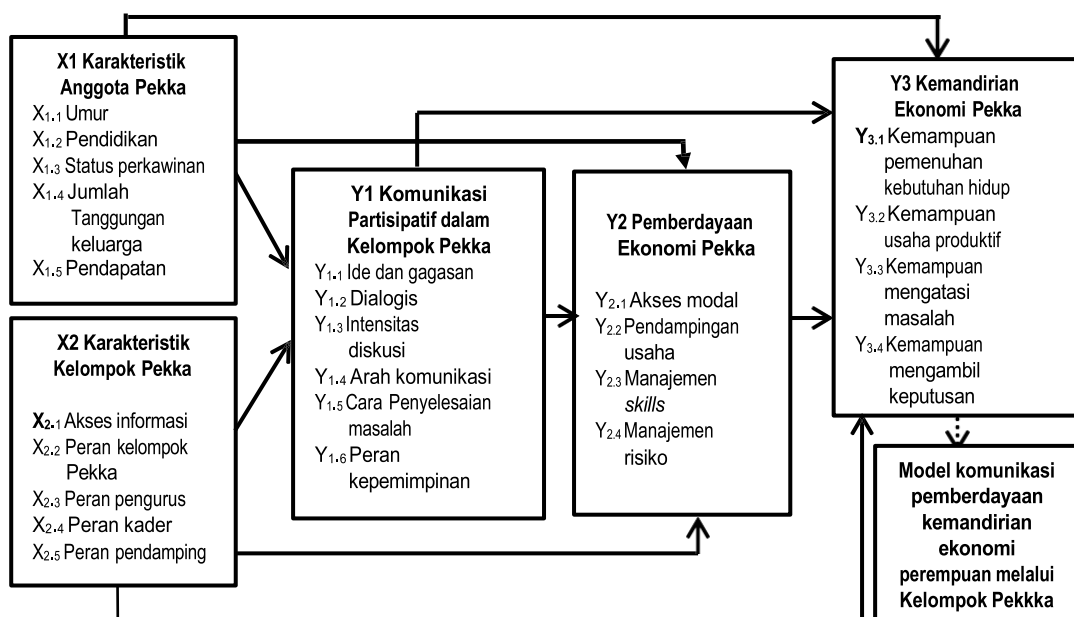 X1 Karakteristik
Anggota Pekka
X1.1 Umur
X1.2 Pendidikan
X1.3 Status perkawinan
X1.4 Jumlah
Tanggungan
keluarga
X1.5 Pendapatan
X2 Karakteristik
Kelompok Pekka
X2.1 Akses informasi
X2.2 Peran kelompok
Pekka
X2.3 Peran pengurus
X2.4 Peran kader
X2.5 Peran pendamping
Y1 Komunikasi
Partisipatif dalam
Kelompok Pekka
Y1.1 Ide dan gagasan
Y1.2 Dialogis
Y1.3 Intensitas
diskusi
Y1.4 Arah komunikasi
Y1.5 Cara Penyelesaian
masalah
Y1.6 Peran
kepemimpinan
Y2 Pemberdayaan
Ekonomi Pekka
Y2.1 Akses modal
Y2.2 Pendampingan
usaha
Y2.3 Manajemen
skills
Y2.4 Manajemen
risiko
Y3 Kemandirian
Ekonomi Pekka
Y3.1 Kemampuan
pemenuhan
kebutuhan hidup
Y3.2 Kemampuan
usaha produktif
Y3.3 Kemampuan
mengatasi
masalah
Y3.4 Kemampuan
mengambil
keputusan
Model komunikasi
pemberdayaan
kemandirian
ekonomi
perempuan melalui
Kelompok Pekkka